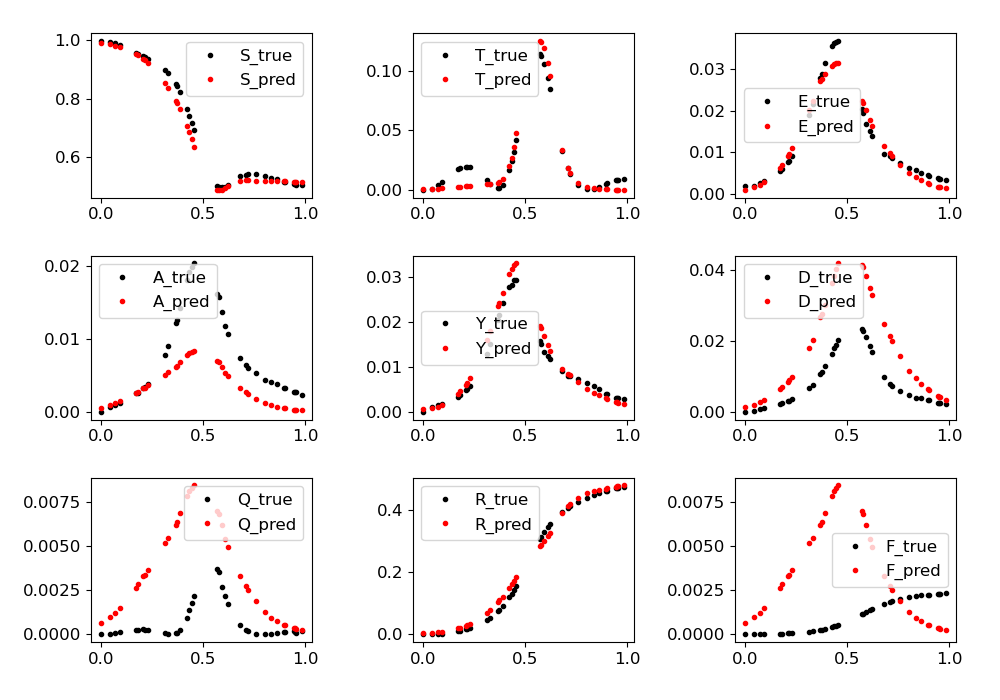 1.0
0.8
0.6
0.0 0.5 1.0
S_true
S_pred
0.10
0.05
0.00
0.0 0.5 1.0
T_true
T_pred
0.03
0.02
0.01
0.00
0.0 0.5 1.0
E_true
E_pred
0.02
0.01
0.00
0.0 0.5 1.0
A_true
A_pred
0.03
0.02
0.01
0.00
0.0 0.5 1.0
Y_true
Y_pred
0.04
0.02
0.00
0.0 0.5 1.0
D_true
D_pred
0.0075
0.0050
0.0025
0.0000
0.0 0.5 1.0
Q_true
Q_pred
0.4
0.2
0.0
0.0 0.5 1.0
R_true
R_pred
0.0075
0.0050
0.0025
0.0000
0.0 0.5 1.0
F_true
F_pred